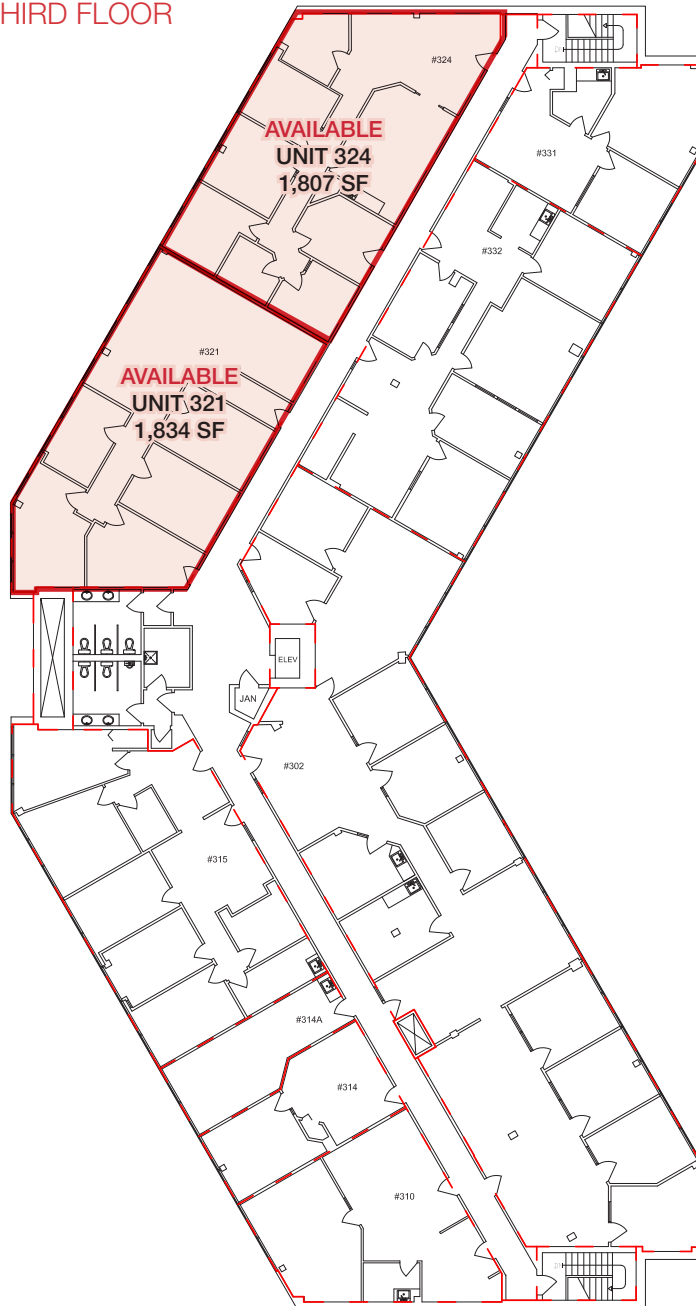 HIRD FLOOR
#324
AVAILABLE
UNIT 324
1,807 SF
#331
#332
#321
AVAILABLE
UNIT 321
1,834 SF
ELEV
JAN
#302
#315
#314A
#314
#310